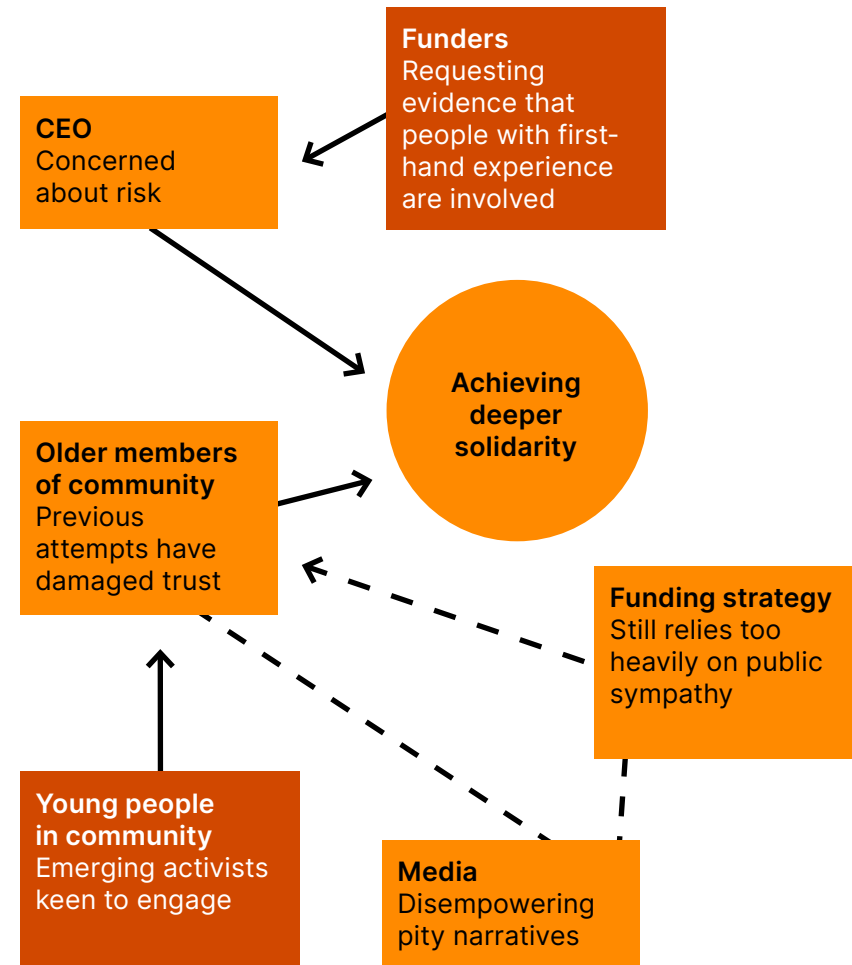 Funders
Requesting
evidence that
people with first-
hand experience
are involved
CEO
Concerned
about risk
Achieving
deeper
solidarity
Older members
of community
Previous
attempts have
damaged trust
Funding strategy
Still relies too
heavily on public
sympathy
Young people
in community
Emerging activists
keen to engage
Media
Disempowering
pity narratives